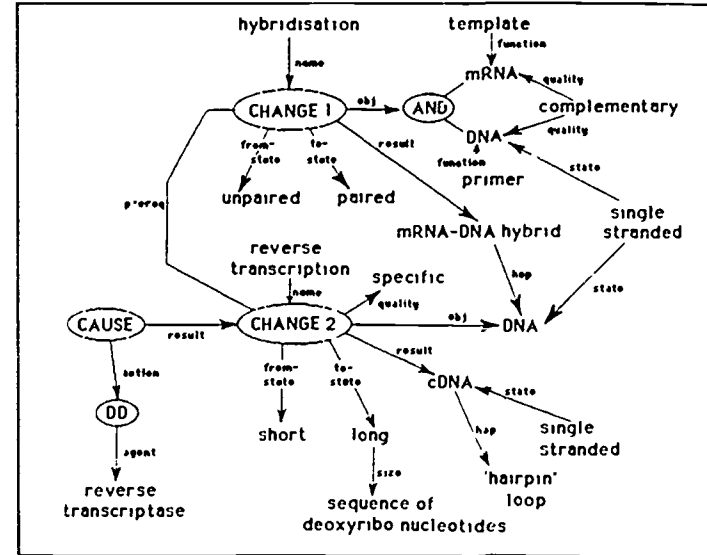 hybridisation
template
name
function
mRNA
CHANGE 1
obj
AND
quality
complementary
quality
DNA
from-
state
to-
state
result
function
primer
state
unpaired
paired
single
stranded
mRNA-DNA hybrid
reverse
transcription
specific
hap
name
quality
state
CAUSE
result
CHANGE 2
obj
DNA
from-
state
to-
state
result
cDNA
state
action
DD
short
long
hap
single
stranded
agent
size
'hairpin'
loop
reverse
transcriptase
sequence of
deoxyribo nucleotides